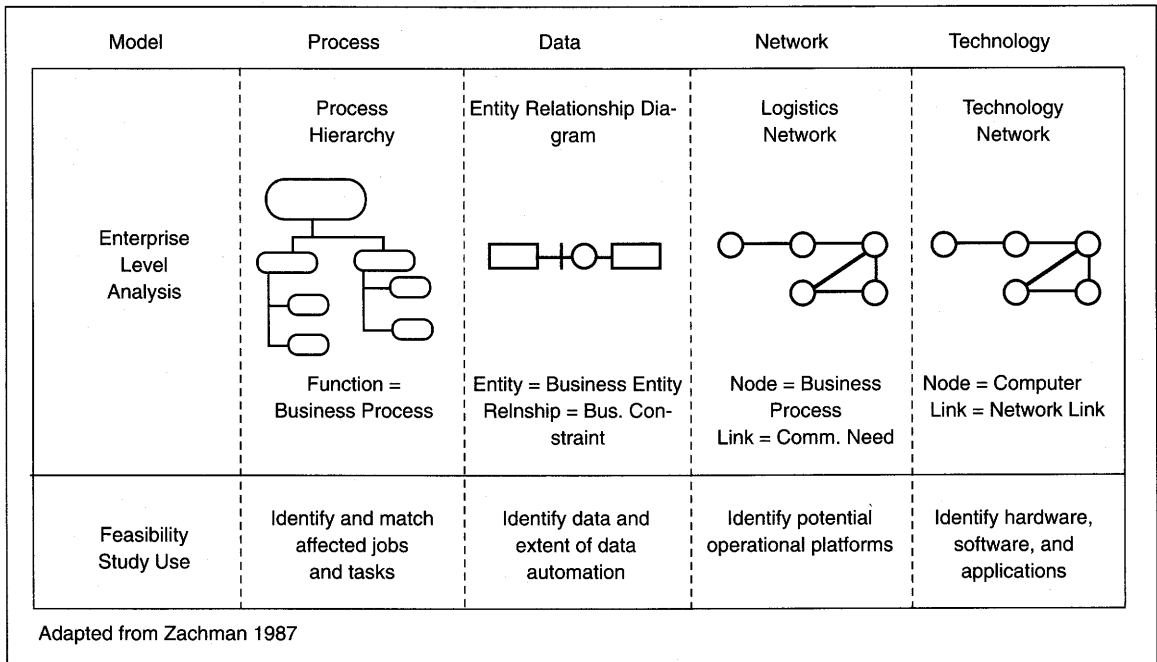 Model Process Data Network Technology
Process
Hierarchy
Entity Relationship Dia-
gram
Logistics
Network
Technology
Network
Enterprise
Level
Analysis
Function =
Business Process
Entity = Business Entity
Relnship = Bus. Con-
straint
Node = Business
Process
Link = Comm. Need
Node = Computer
Link = Network Link
Feasibility
Study Use
Identify and match
affected jobs
and tasks
Identify data and
extent of data
automation
Identify potential
operational platforms
Identify hardware,
software, and
applications
Adapted from Zachman 1987